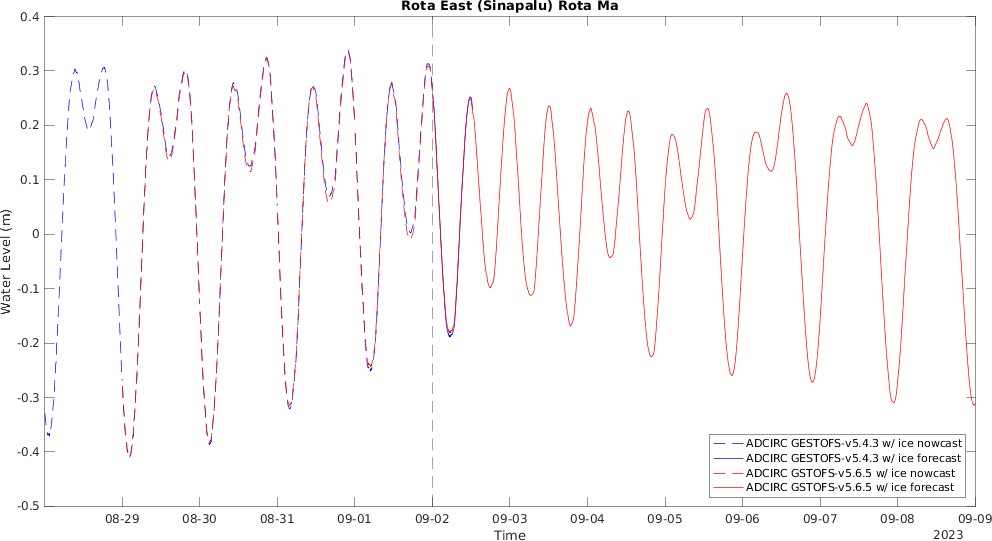 Rota East (Sinapalu) Rota Ma
0.4
0.3
0.2
0.1
0
-0.1
-0.2
-0.3
-0.4
-0.5
Water Level (m)
08-29 08-30 08-31 09-01 09-02 09-03 09-04 09-05 09-06 09-07 09-08 09-09
Time
2023
ADCIRC GESTOFS-v5.4.3 w/ ice nowcast
ADCIRC GESTOFS-v5.4.3 w/ ice forecast
ADCIRC GSTOFS-v5.6.5 w/ ice nowcast
ADCIRC GSTOFS-v5.6.5 w/ ice forecast